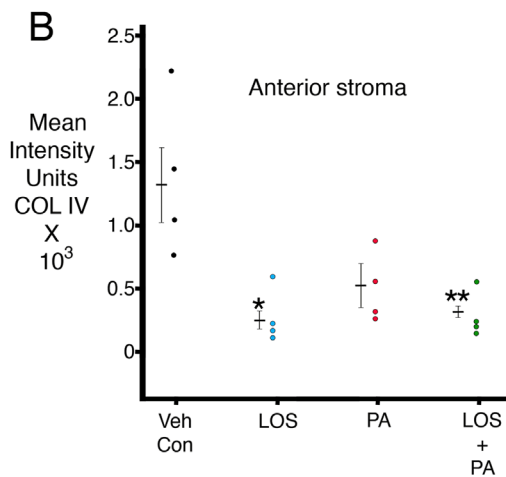 B
Anterior stroma
Mean
Intensity
Units
COL IV
X
10³
2.5
2.0
1.5
1.0
0.5
0
*
**
Veh
Con
LOS
PA
LOS
+
PA